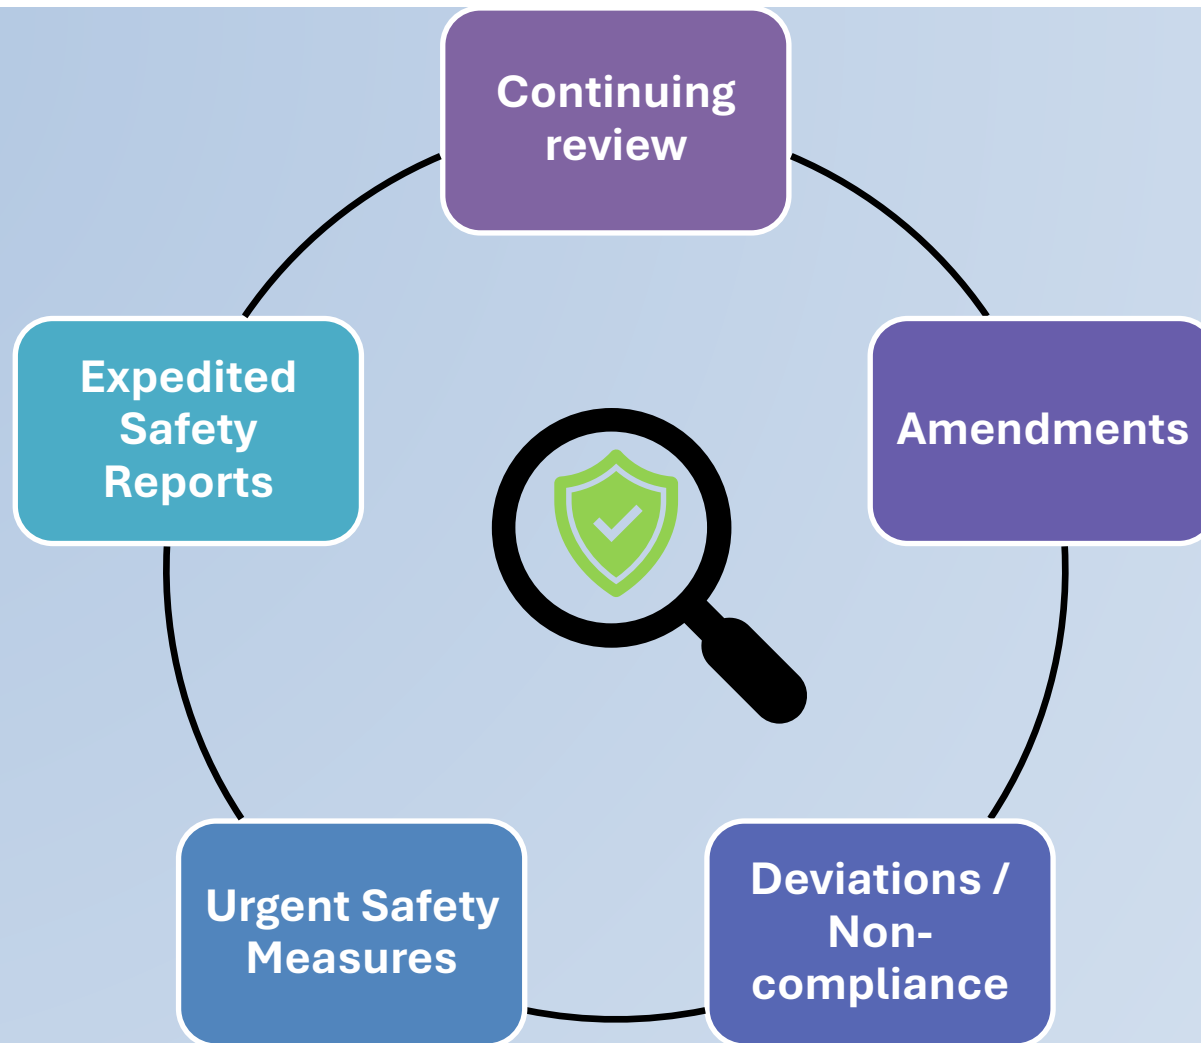 Continuing
review
Amendments
Deviations /
Non-
compliance
Urgent Safety
Measures
Expedited
Safety
Reports